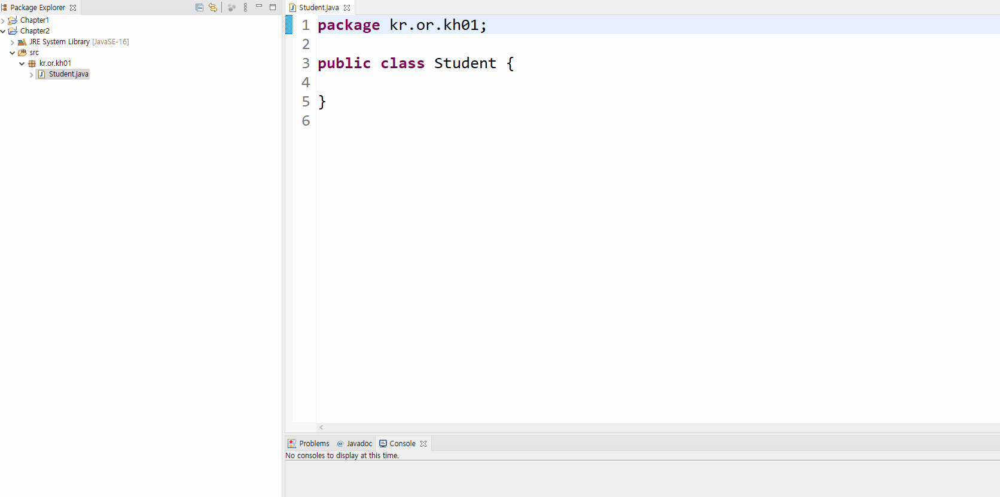 Package Explorer
Chapter1
Chapter2
JRE System Library [JavaSE-16]
src
kr.or.kh01
Student.java
Student.java
1 package kr.or.kh01;
2
3 public class Student {
4
5 }
6
Problems @ Javadoc Console
No consoles to display at this time.